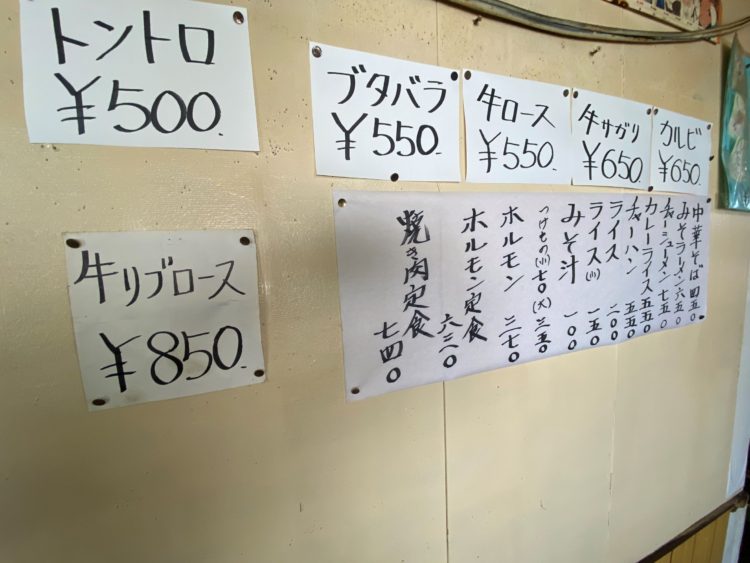 トントロ
¥500.
ブタバラ
¥550.
牛ロース
¥550.
牛サガリ
¥650
カルビ
¥650
牛リブロース
¥850.
中華そば 四五〇
みそラーメン 六五〇
チャーシューメン 七五〇
カレーライス 五五〇
チャーハン 五五〇
ライス 二〇〇
ライス(小) 一五〇
みそ汁 一〇〇
つけもの(小)七〇 (大)三五〇
ホルモン 三七〇
ホルモン定食 六三〇
焼き肉定食 七四〇